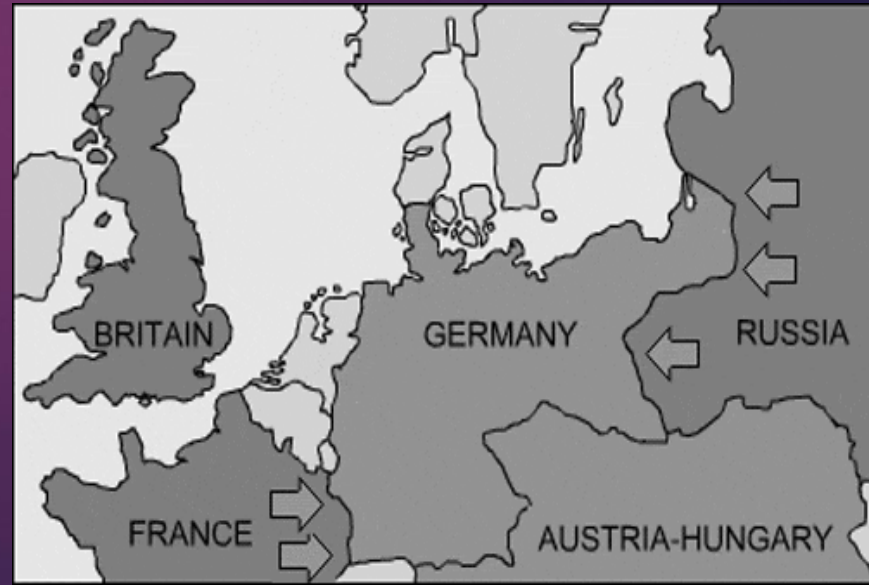 BRITAIN
GERMANY
RUSSIA
FRANCE
AUSTRIA-HUNGARY